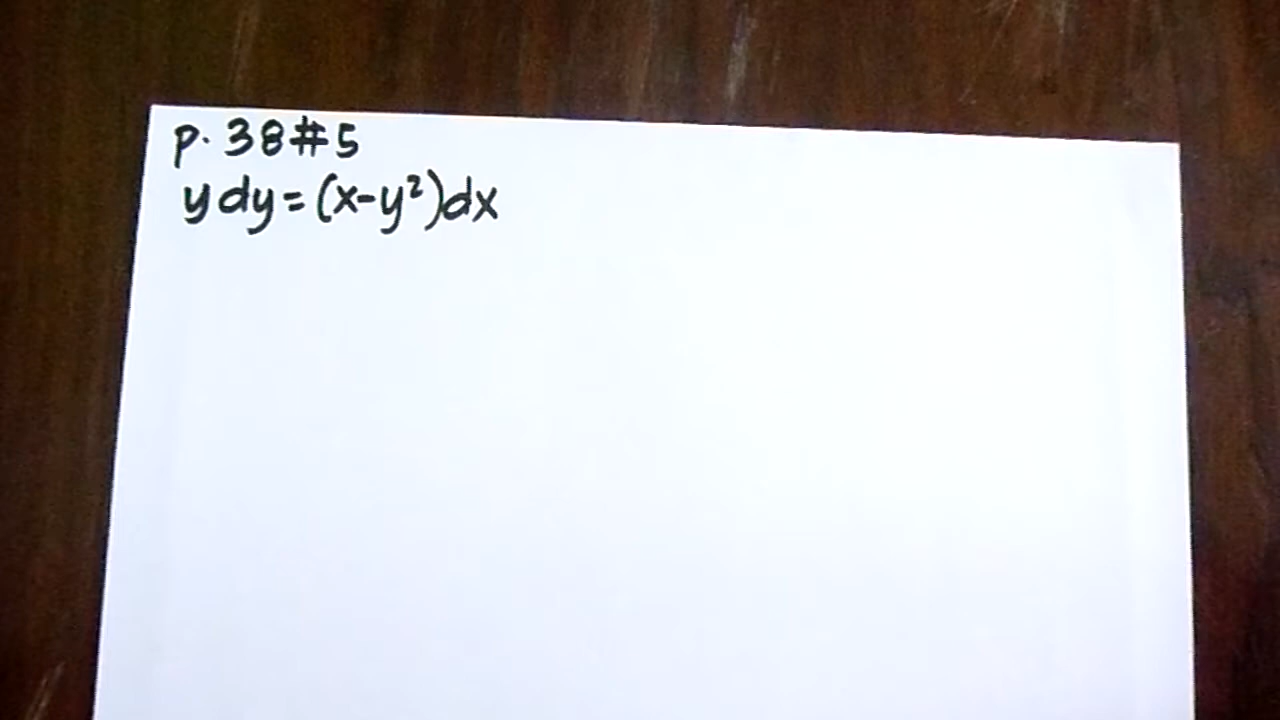 p. 38 #5
y dy = (x-y²)dx